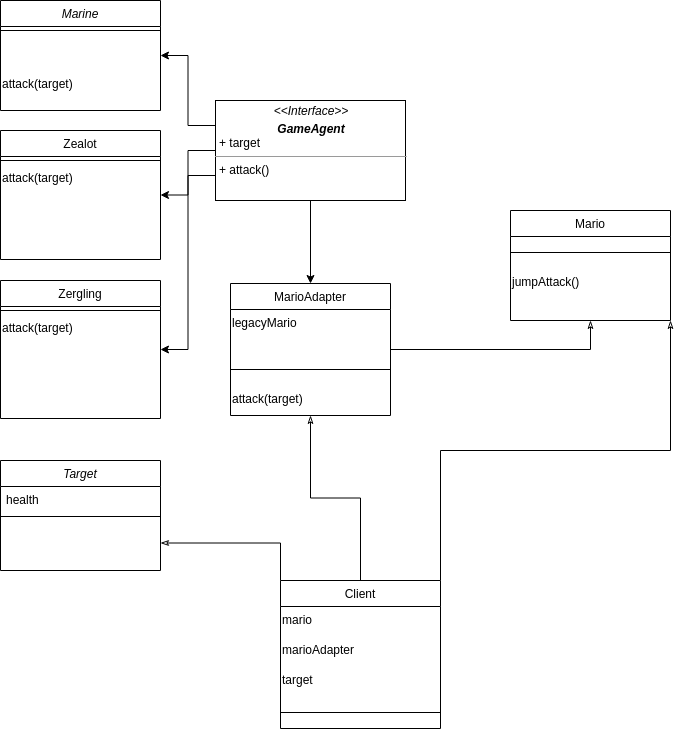 Marine
attack(target)
Zealot
attack(target)
Zergling
attack(target)
Target
health
<<Interface>>
GameAgent
+ target
+ attack()
MarioAdapter
legacyMario
attack(target)
Mario
jumpAttack()
Client
mario
marioAdapter
target